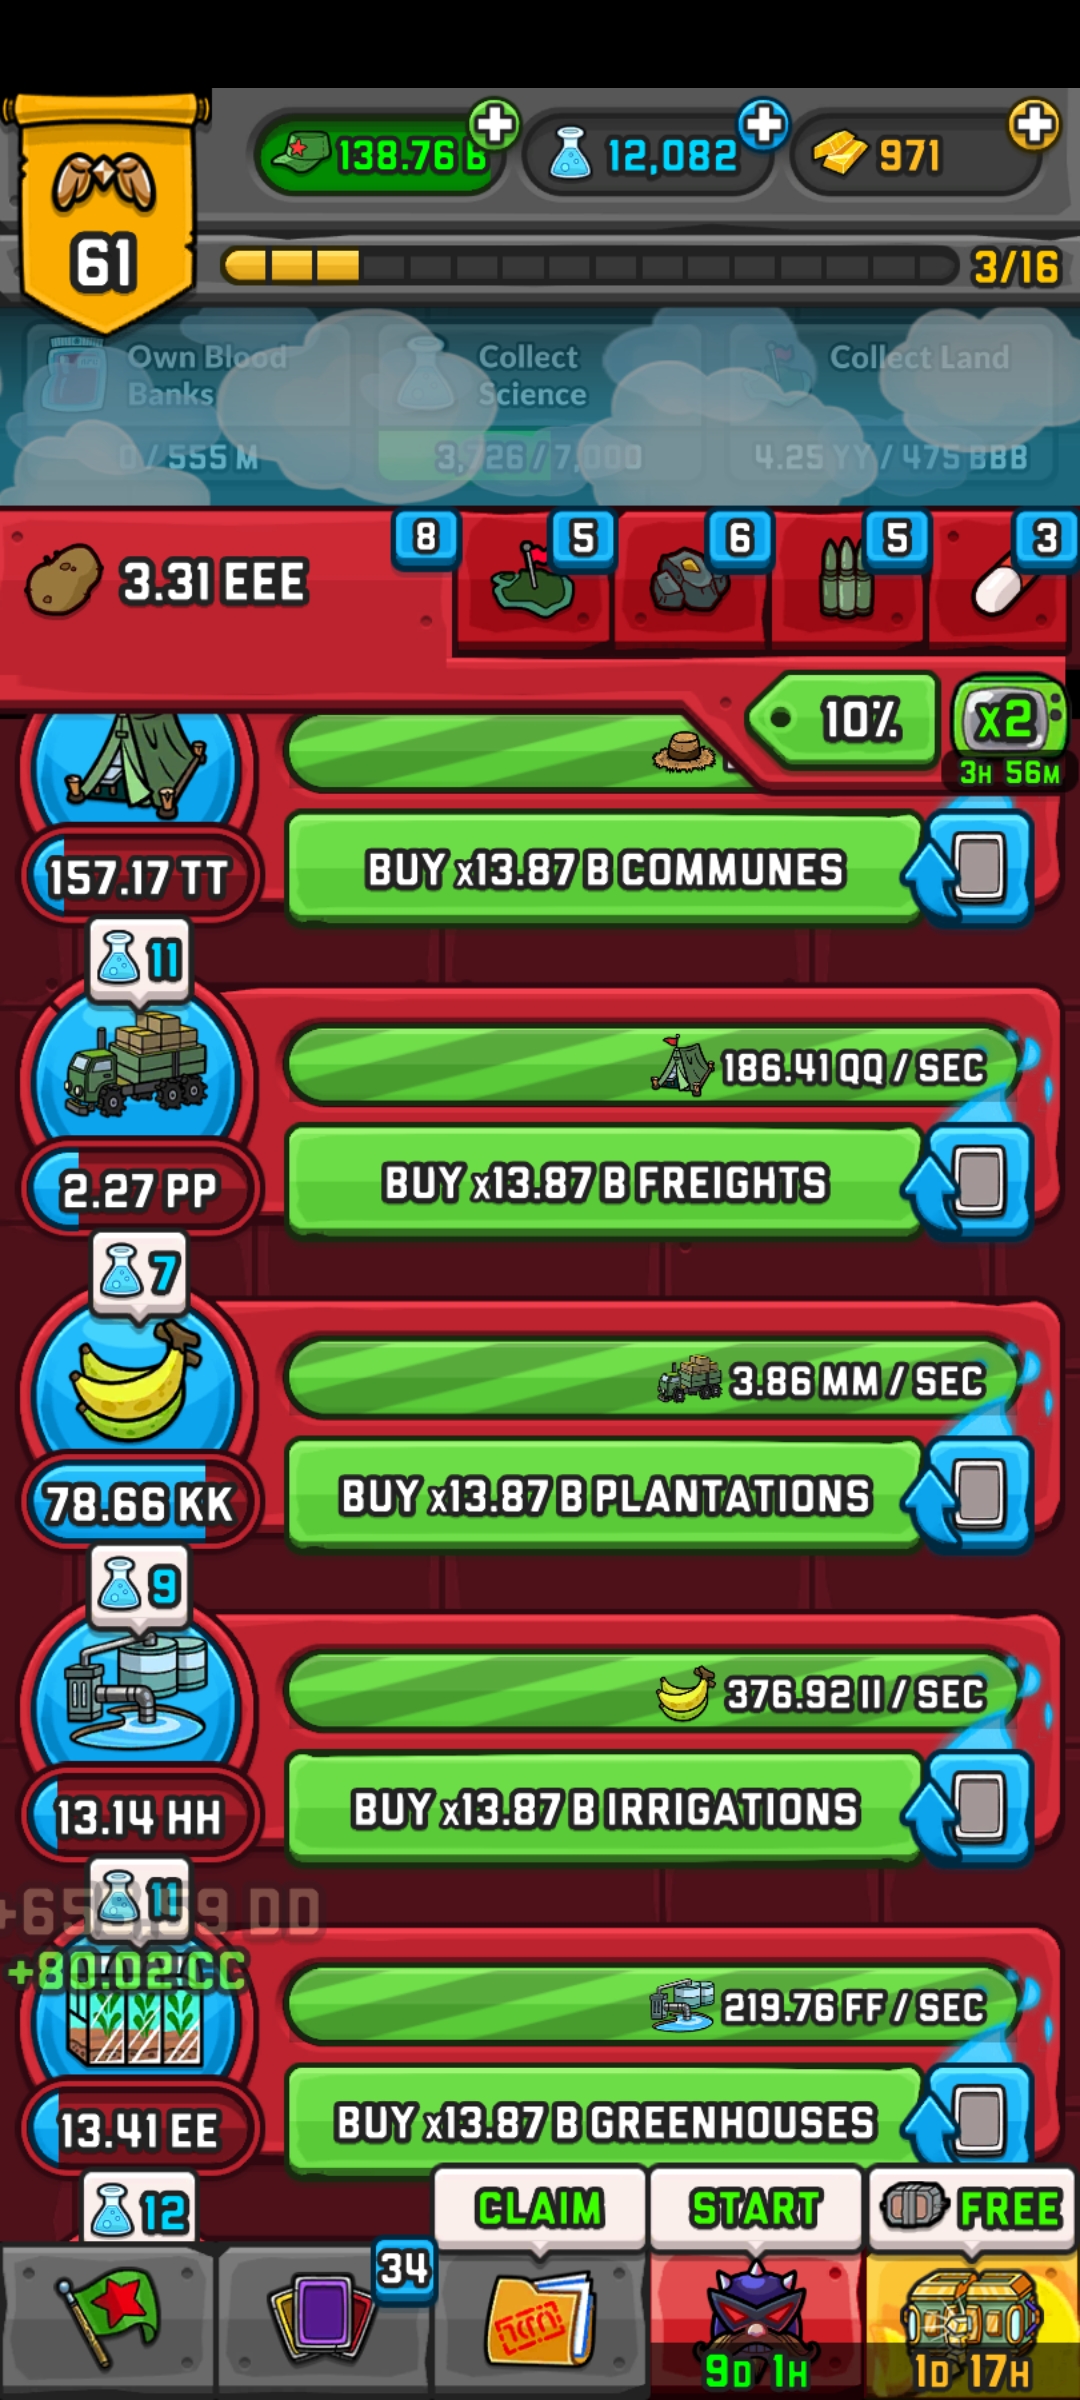 138.76 B
12,082
971
61
3/16
Own Blood
Banks
0 / 555 M
Collect
Science
3,726 / 7,000
Collect Land
4.25 YY / 475 BBB
3.31 EEE
8
5
6
5
3
10%
x2
3H 56M
157.17 TT
BUY x13.87 B COMMUNES
11
186.41 QQ / SEC
2.27 PP
BUY x13.87 B FREIGHTS
7
3.86 MM / SEC
78.66 KK
BUY x13.87 B PLANTATIONS
9
376.92 II / SEC
13.14 HH
BUY x13.87 B IRRIGATIONS
11
+80.02 CC
219.76 FF / SEC
13.41 EE
BUY x13.87 B GREENHOUSES
12
CLAIM
START
FREE
34
9D 1H
1D 17H